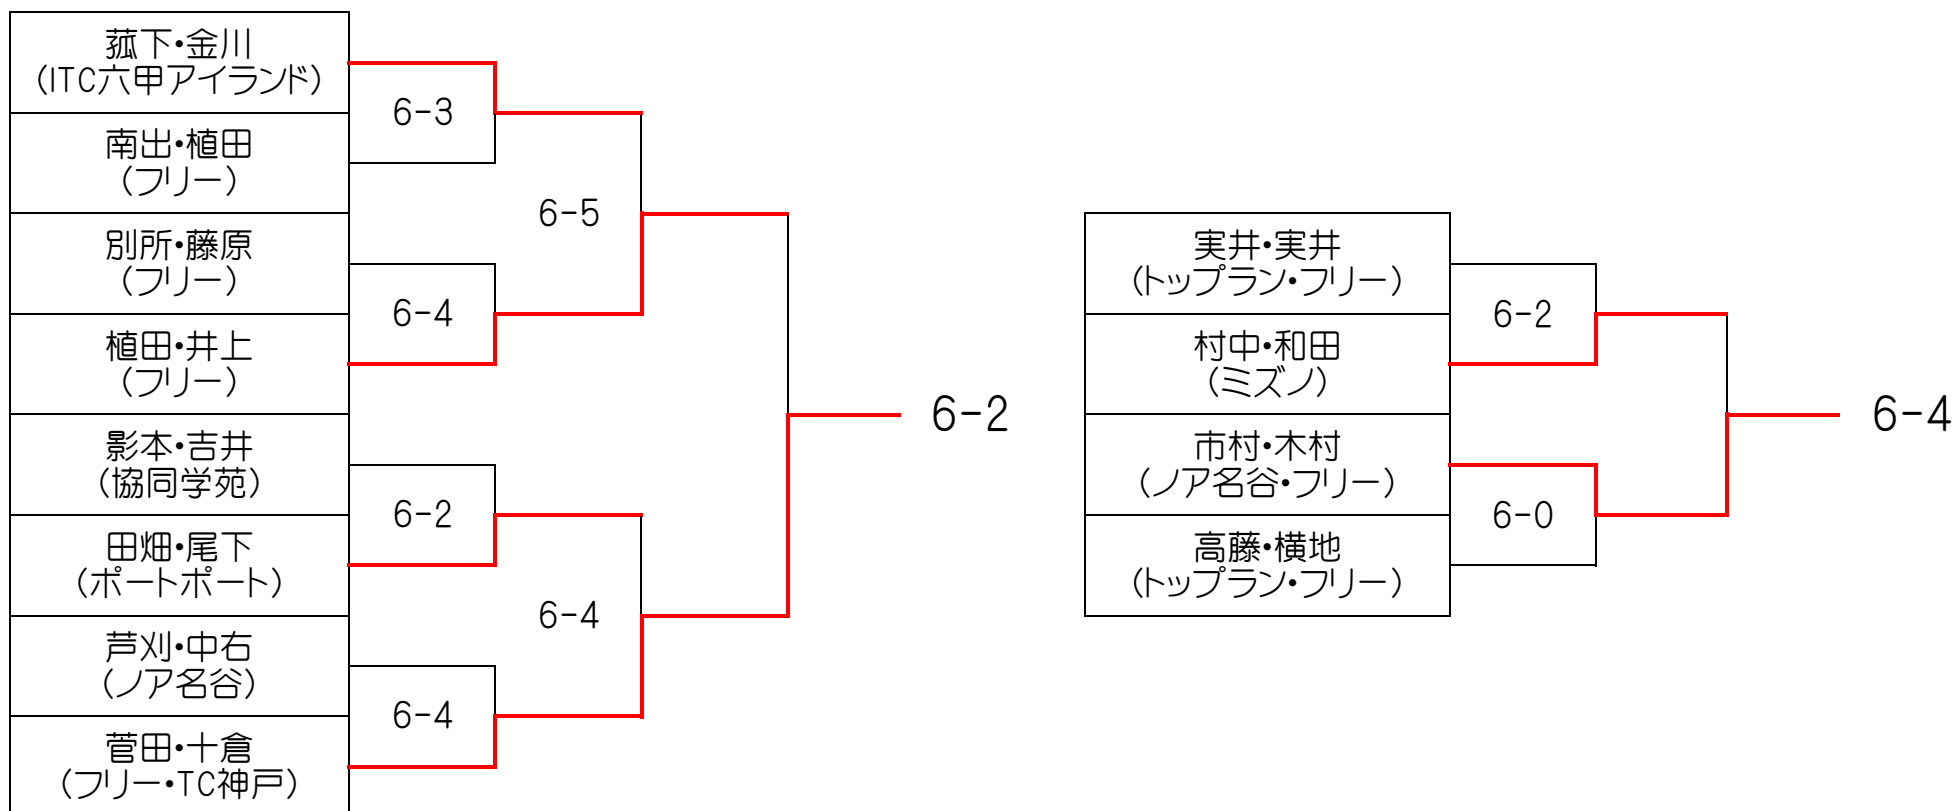 菰下・金川
(ITC六甲アイランド)
南出・植田
(フリー)
別所・藤原
(フリー)
植田・井上
(フリー)
影本・吉井
(協同学苑)
田畑・尾下
(ポートポート)
芦刈・中右
(ノア名谷)
菅田・十倉
(フリー・TC神戸)
6-3
6-4
6-2
6-4
6-5
6-4
6-2
実井・実井
(トップラン・フリー)
村中・和田
(ミズノ)
市村・木村
(ノア名谷・フリー)
高藤・横地
(トップラン・フリー)
6-2
6-0
6-4